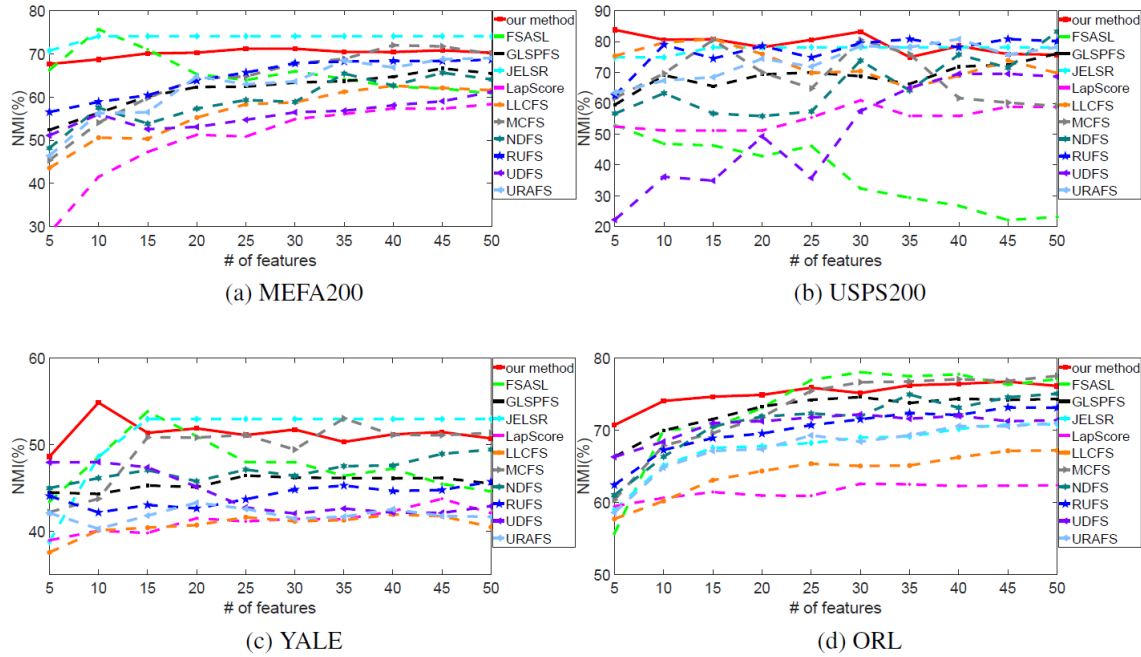 80
70
60
50
40
30
NMI(%)
5 10 15 20 25 30 35 40 45 50
# of features
our method
FSASL
GLSPFS
JELSR
LapScore
LLCFS
MCFS
NDFS
RUFS
UDFS
URAFS
(a) MEFA200
90
80
70
60
50
40
30
20
NMI(%)
5 10 15 20 25 30 35 40 45 50
# of features
our method
FSASL
GLSPFS
JELSR
LapScore
LLCFS
MCFS
NDFS
RUFS
UDFS
URAFS
(b) USPS200
60
50
40
NMI(%)
5 10 15 20 25 30 35 40 45 50
# of features
our method
FSASL
GLSPFS
JELSR
LapScore
LLCFS
MCFS
NDFS
RUFS
UDFS
URAFS
(c) YALE
80
70
60
50
NMI(%)
5 10 15 20 25 30 35 40 45 50
# of features
our method
FSASL
GLSPFS
JELSR
LapScore
LLCFS
MCFS
NDFS
RUFS
UDFS
URAFS
(d) ORL